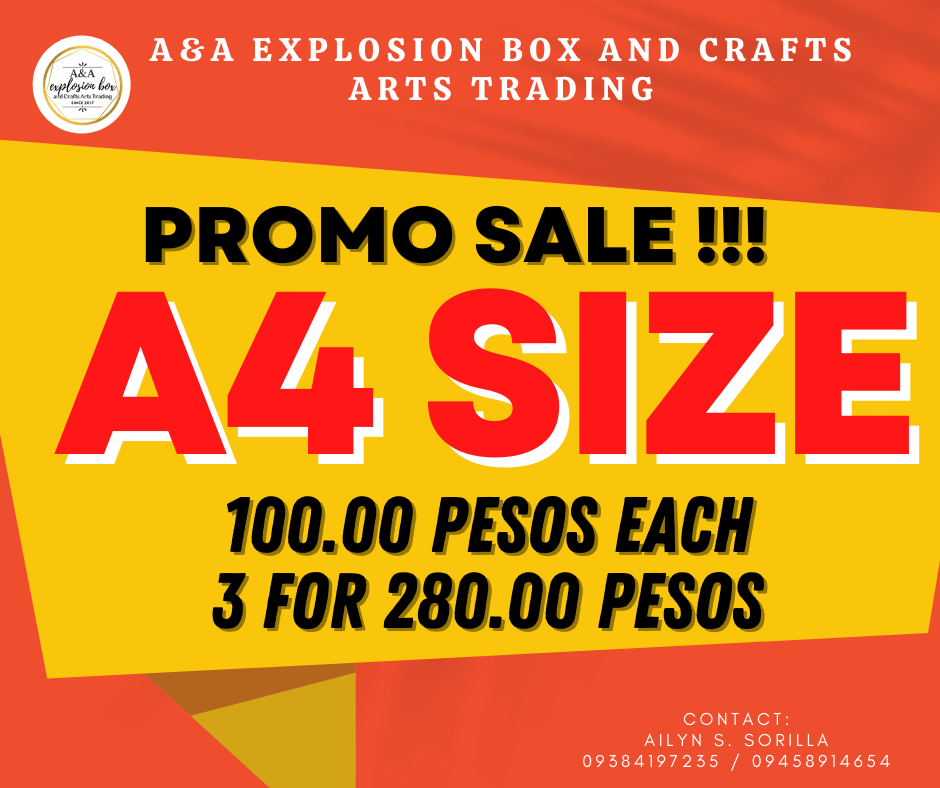 A&A EXPLOSION BOX AND CRAFTS
ARTS TRADING
A&A
explosion box
and Crafts Arts Trading
SINCE 2017
PROMO SALE !!!
A4 SIZE
100.00 PESOS EACH
3 FOR 280.00 PESOS
CONTACT:
AILYN S. SORILLA
09384197235 / 09458914654